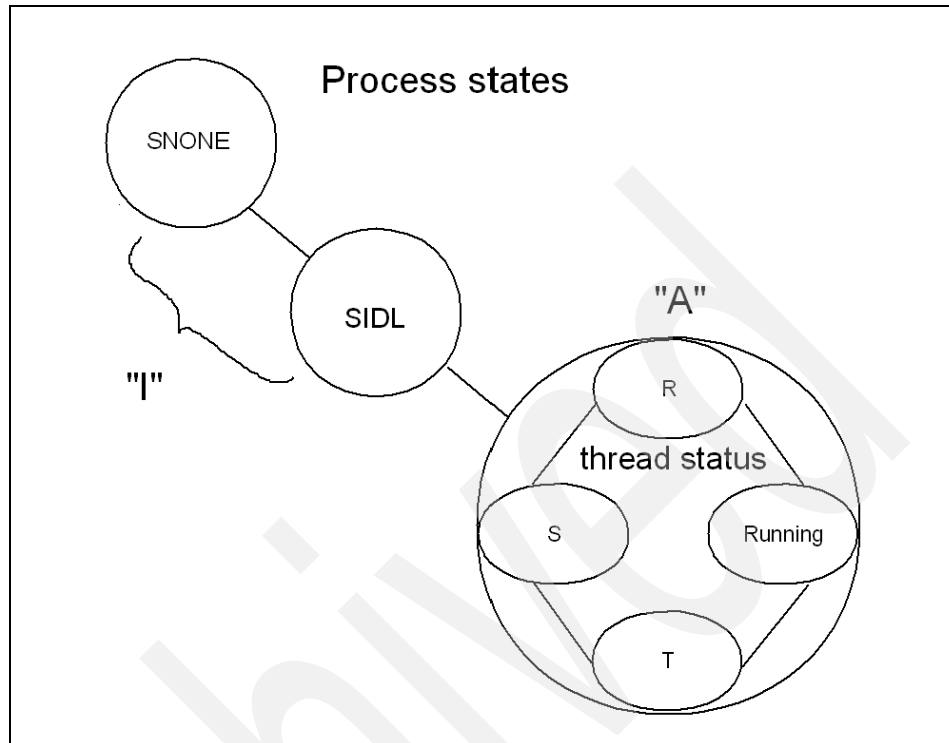 Process states
SNONE
SIDL
"I"
"A"
R
thread status
S
Running
T